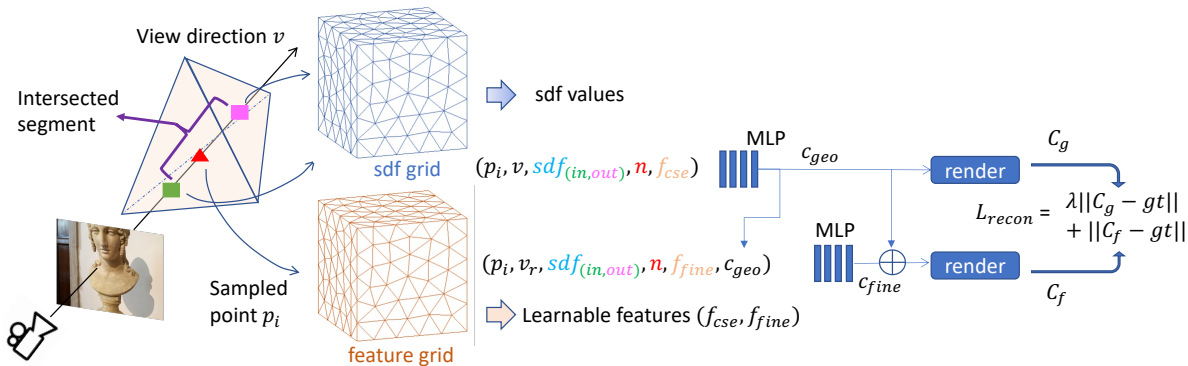 View direction v
Intersected
segment
sdf grid
sdf values
(p_i, v, sdf_(in,out), n, f_cse)
MLP
c_geo
render
C_g
L_recon = λ||C_g − gt||
+ ||C_f − gt||
MLP
c_fine
render
C_f
(p_i, v_r, sdf_(in,out), n, f_fine, c_geo)
Sampled
point p_i
Learnable features (f_cse, f_fine)
feature grid